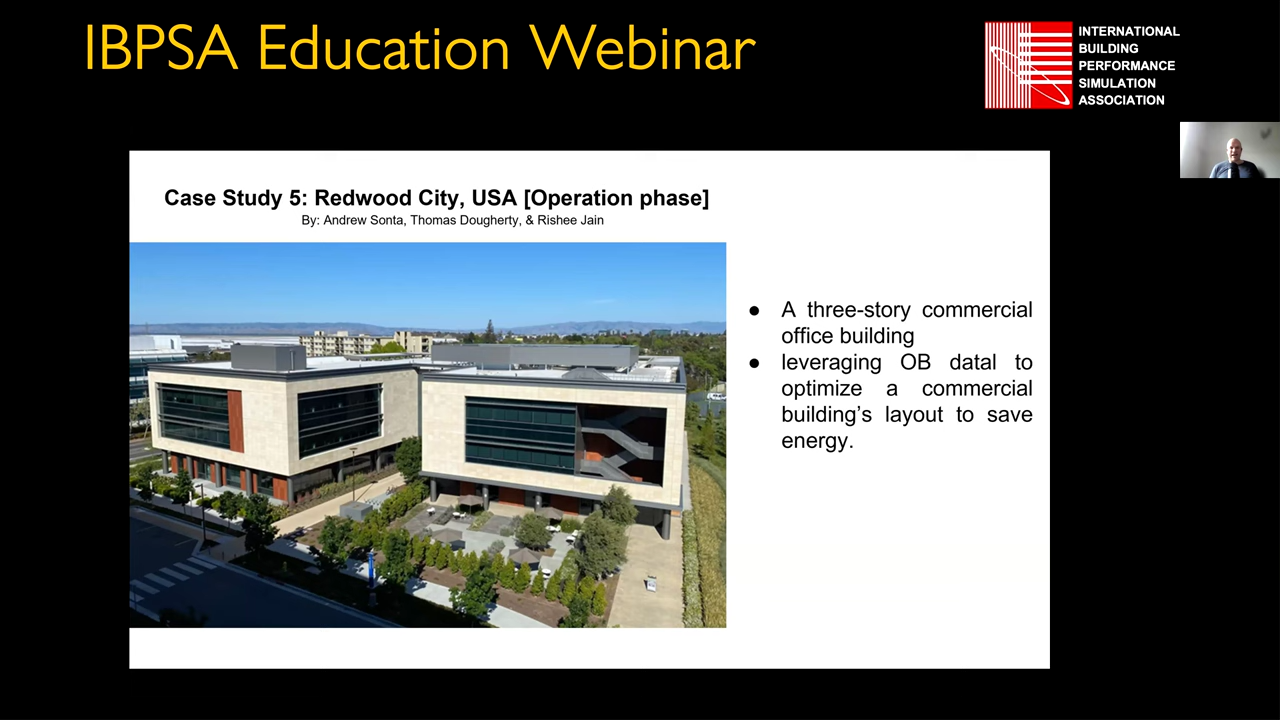 IBPSA Education Webinar
INTERNATIONAL
BUILDING
PERFORMANCE
SIMULATION
ASSOCIATION
Case Study 5: Redwood City, USA [Operation phase]
By: Andrew Sonta, Thomas Dougherty, & Rishee Jain
● A three-story commercial
office building
● leveraging OB datal to
optimize a commercial
building's layout to save
energy.